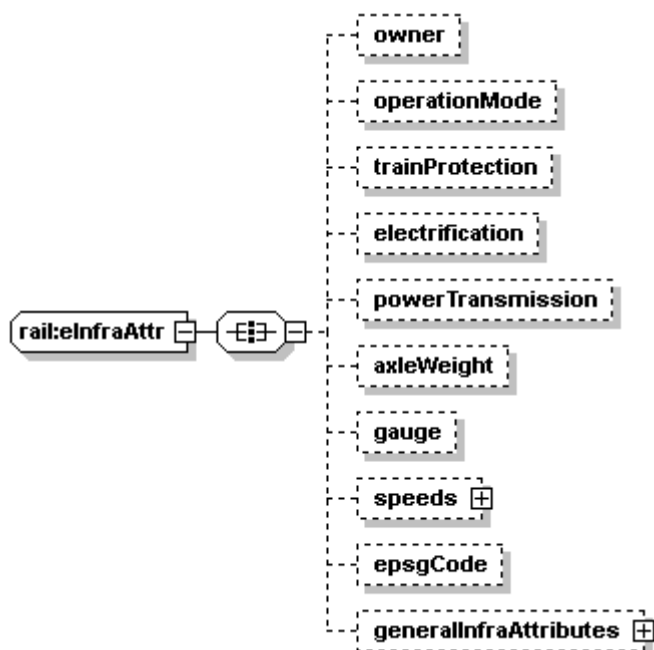 owner
operationMode
trainProtection
electrification
powerTransmission
rail:eInfraAttr
axleWeight
gauge
speeds
epsgCode
generalInfraAttributes